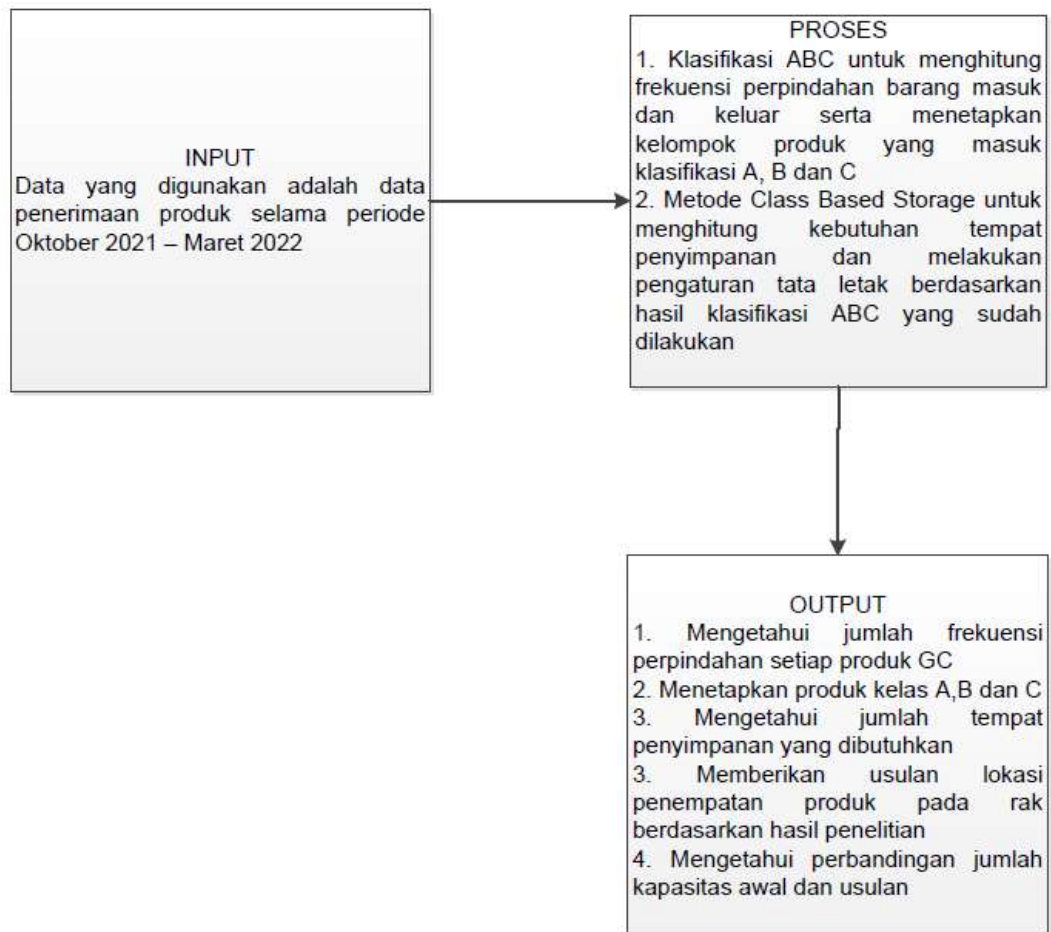 INPUT
Data yang digunakan adalah data
penerimaan produk selama periode
Oktober 2021 – Maret 2022
PROSES
1. Klasifikasi ABC untuk menghitung
frekuensi perpindahan barang masuk
dan keluar serta menetapkan
kelompok produk yang masuk
klasifikasi A, B dan C
2. Metode Class Based Storage untuk
menghitung kebutuhan tempat
penyimpanan dan melakukan
pengaturan tata letak berdasarkan
hasil klasifikasi ABC yang sudah
dilakukan
OUTPUT
1. Mengetahui jumlah frekuensi
perpindahan setiap produk GC
2. Menetapkan produk kelas A,B dan C
3. Mengetahui jumlah tempat
penyimpanan yang dibutuhkan
3. Memberikan usulan lokasi
penempatan produk pada rak
berdasarkan hasil penelitian
4. Mengetahui perbandingan jumlah
kapasitas awal dan usulan